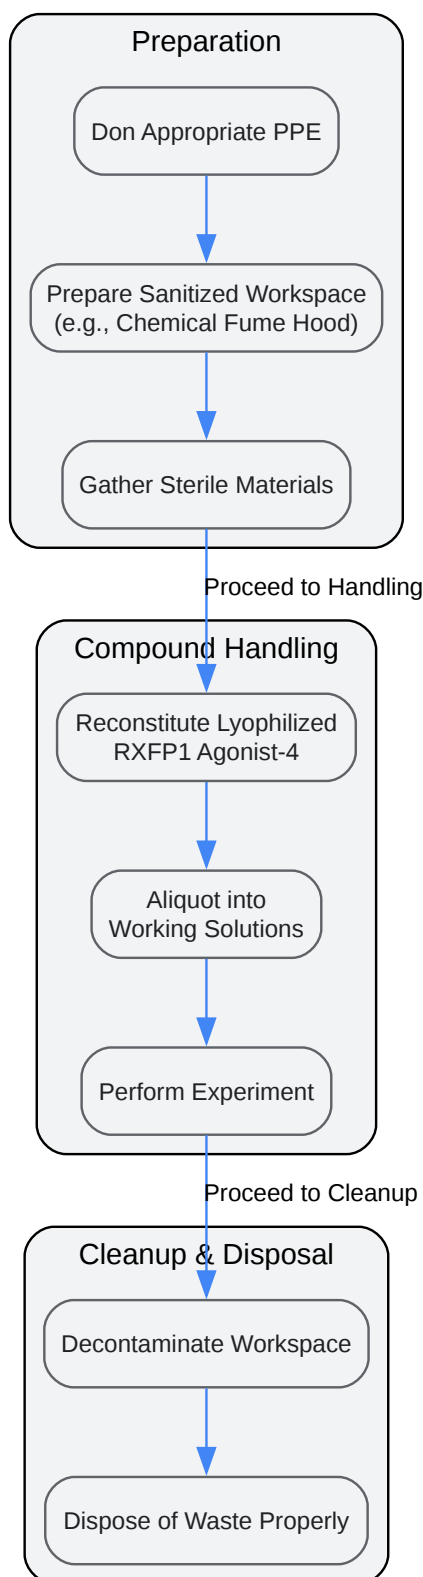 Preparation
Don Appropriate PPE
Prepare Sanitized Workspace
(e.g., Chemical Fume Hood)
Gather Sterile Materials
Proceed to Handling
Compound Handling
Reconstitute Lyophilized
RXFP1 Agonist-4
Aliquot into
Working Solutions
Perform Experiment
Proceed to Cleanup
Cleanup & Disposal
Decontaminate Workspace
Dispose of Waste Properly